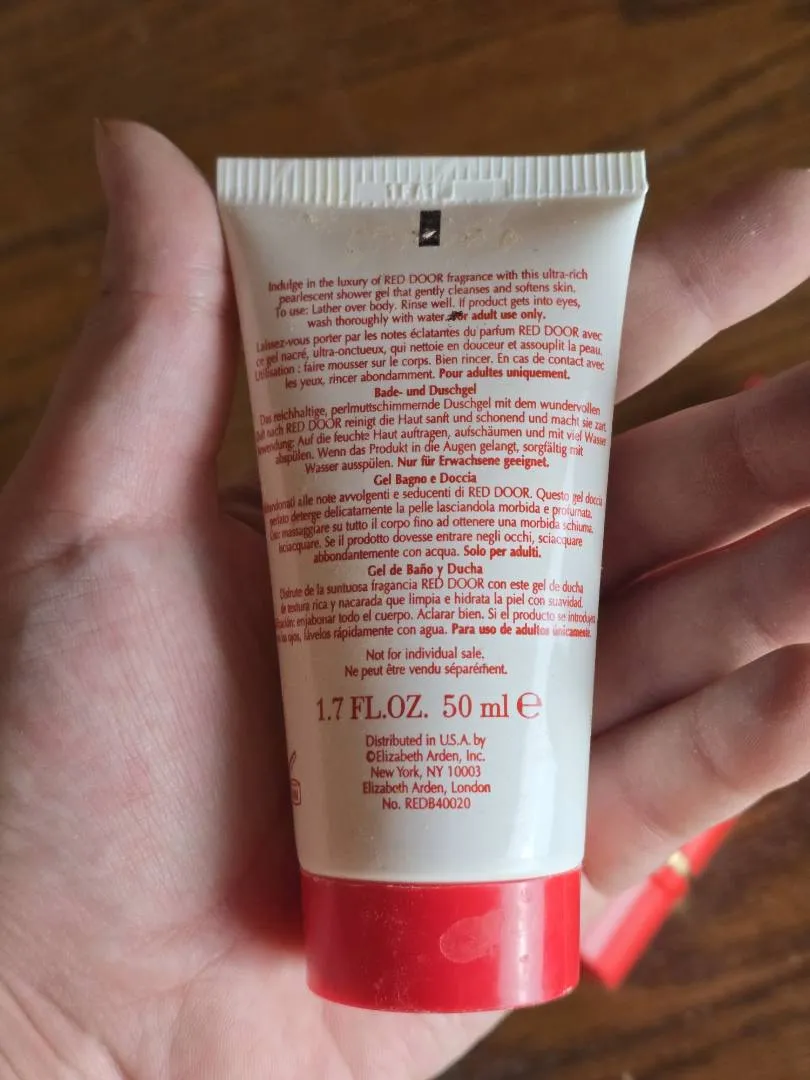 Indulge in the luxury of RED DOOR fragrance with this ultra-rich
pearlescent shower gel that gently cleanses and softens skin.
To use: Lather over body. Rinse well. If product gets into eyes,
wash thoroughly with water. For adult use only.
Laissez-vous porter par les notes éclatantes du parfum RED DOOR avec
ce gel nacré, ultra-onctueux, qui nettoie en douceur et assouplit la peau.
Utilisation : faire mousser sur le corps. Bien rincer. En cas de contact avec
les yeux, rincer abondamment. Pour adultes uniquement.
Bade- und Duschgel
Das reichhaltige, perlmuttschimmernde Duschgel mit dem wundervollen
Duft nach RED DOOR reinigt die Haut sanft und schonend und macht sie zart.
Anwendung: Auf die feuchte Haut auftragen, aufschäumen und mit viel Wasser
abspülen. Wenn das Produkt in die Augen gelangt, sorgfältig mit
Wasser ausspülen. Nur für Erwachsene geeignet.
Gel Bagno e Doccia
alle note avvolgenti e seducenti di RED DOOR. Questo gel doccia
perlato deterge delicatamente la pelle lasciandola morbida e profumata.
Uso: massaggiare su tutto il corpo fino ad ottenere una morbida schiuma.
Sciacquare. Se il prodotto dovesse entrare negli occhi, sciacquare
abbondantemente con acqua. Solo per adulti.
Gel de Baño y Ducha
Disfrute de la suntuosa fragancia RED DOOR con este gel de ducha
de textura rica y nacarada que limpia e hidrata la piel con suavidad.
enjabonar todo el cuerpo. Aclarar bien. Si el producto se introduce
los ojos, lávelos rápidamente con agua. Para uso de adultos únicamente.
Not for individual sale.
Ne peut être vendu séparément.
1.7 FL.OZ. 50 ml ℮
Distributed in U.S.A. by
©Elizabeth Arden, Inc.
New York, NY 10003
Elizabeth Arden, London
No. REDB40020